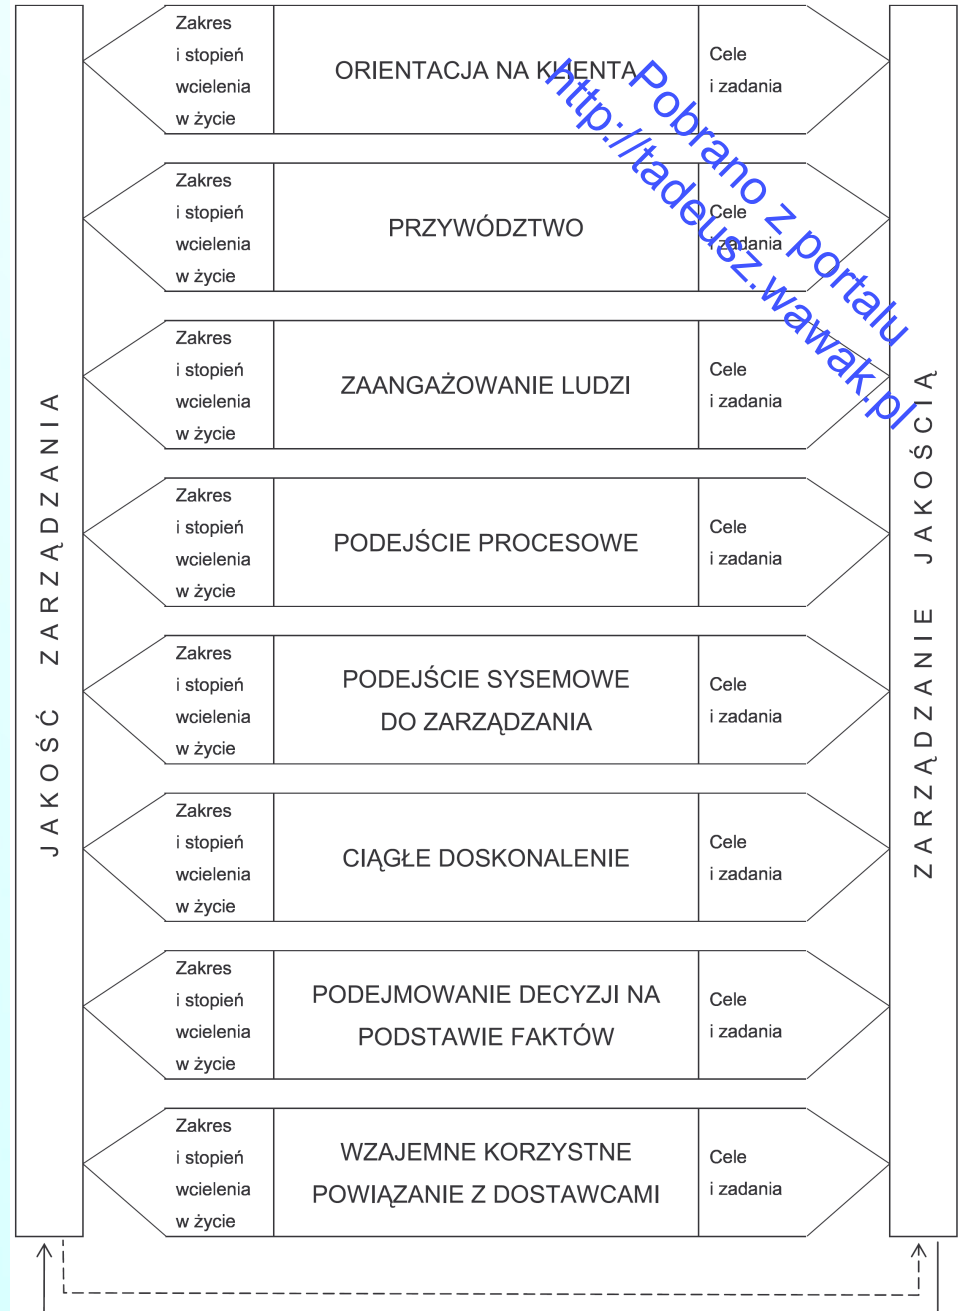 JAKOŚĆ ZARZĄDZANIA
Zakres
i stopień
wcielenia
w życie
ORIENTACJA NA KLIENTA
Cele
i zadania
Zakres
i stopień
wcielenia
w życie
PRZYWÓDZTWO
Cele
i zadania
Zakres
i stopień
wcielenia
w życie
ZAANGAŻOWANIE LUDZI
Cele
i zadania
Zakres
i stopień
wcielenia
w życie
PODEJŚCIE PROCESOWE
Cele
i zadania
Zakres
i stopień
wcielenia
w życie
PODEJŚCIE SYSEMOWE
DO ZARZĄDZANIA
Cele
i zadania
Zakres
i stopień
wcielenia
w życie
CIĄGŁE DOSKONALENIE
Cele
i zadania
Zakres
i stopień
wcielenia
w życie
PODEJMOWANIE DECYZJI NA
PODSTAWIE FAKTÓW
Cele
i zadania
Zakres
i stopień
wcielenia
w życie
WZAJEMNE KORZYSTNE
POWIĄZANIE Z DOSTAWCAMI
Cele
i zadania
ZARZĄDZANIE JAKOŚCIĄ
Pobrano z portalu
http://tadeusz.wawak.pl